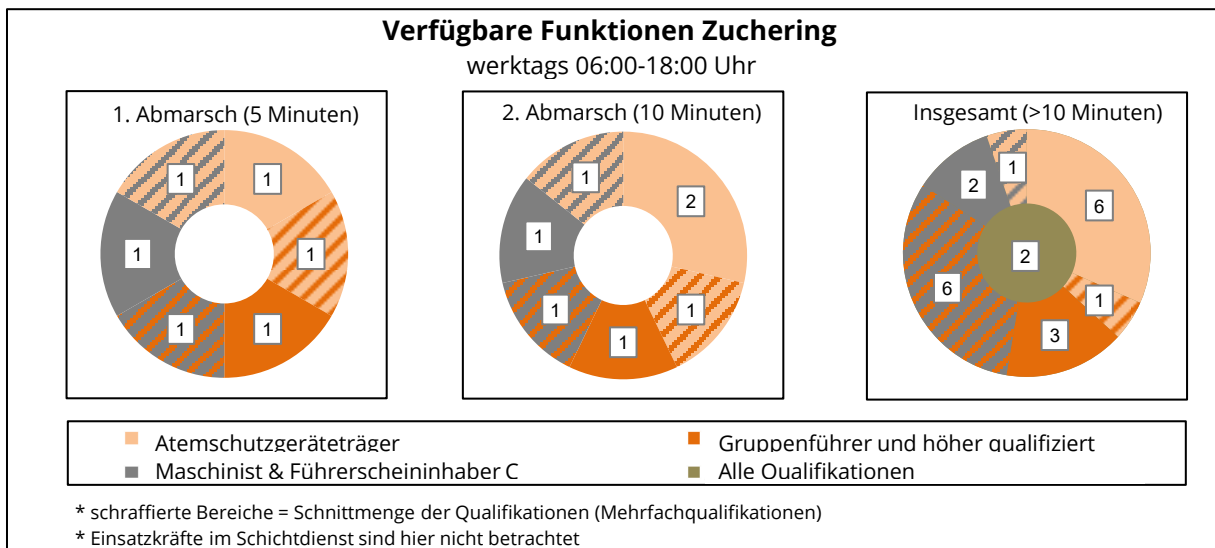 Verfügbare Funktionen Zuchering
werktags 06:00-18:00 Uhr
1. Abmarsch (5 Minuten)
1
1
1
1
1
1
2. Abmarsch (10 Minuten)
1
2
1
1
1
1
Insgesamt (>10 Minuten)
1
2
6
2
6
1
3
Atemschutzgeräteträger
Gruppenführer und höher qualifiziert
Maschinist & Führerscheininhaber C
Alle Qualifikationen
* schraffierte Bereiche = Schnittmenge der Qualifikationen (Mehrfachqualifikationen)
* Einsatzkräfte im Schichtdienst sind hier nicht betrachtet